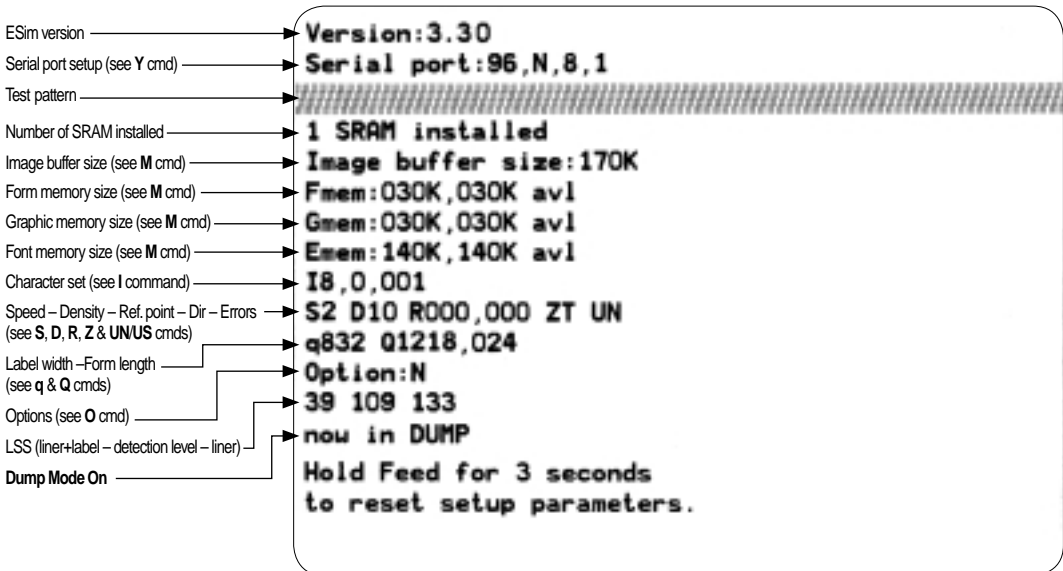 ESim version
Version:3.30
Serial port setup (see Y cmd)
Serial port:96,N,8,1
Test pattern
Number of SRAM installed
1 SRAM installed
Image buffer size (see M cmd)
Image buffer size:170K
Form memory size (see M cmd)
Fmem:030K,030K avl
Graphic memory size (see M cmd)
Gmem:030K,030K avl
Font memory size (see M cmd)
Emem:140K,140K avl
Character set (see I command)
I8,0,001
Speed – Density – Ref. point – Dir – Errors
(see S, D, R, Z & UN/US cmds)
S2 D10 R000,000 ZT UN
Label width –Form length
(see q & Q cmds)
q832 Q1218,024
Options (see O cmd)
Option:N
LSS (liner+label – detection level – liner)
39 109 133
Dump Mode On
now in DUMP
Hold Feed for 3 seconds
to reset setup parameters.